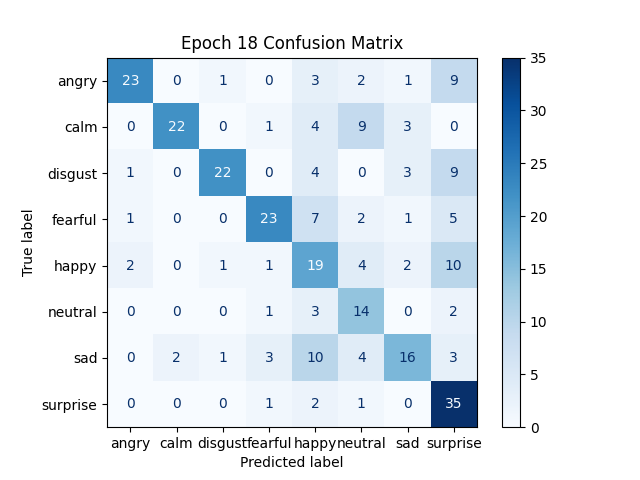 Epoch 18 Confusion Matrix
angry 23 0 1 0 3 2 1 9
calm 0 22 0 1 4 9 3 0
disgust 1 0 22 0 4 0 3 9
fearful 1 0 0 23 7 2 1 5
happy 2 0 1 1 19 4 2 10
neutral 0 0 0 1 3 14 0 2
sad 0 2 1 3 10 4 16 3
surprise 0 0 0 1 2 1 0 35
angry calm disgust fearful happy neutral sad surprise
Predicted label
True label
35
30
25
20
15
10
5
0